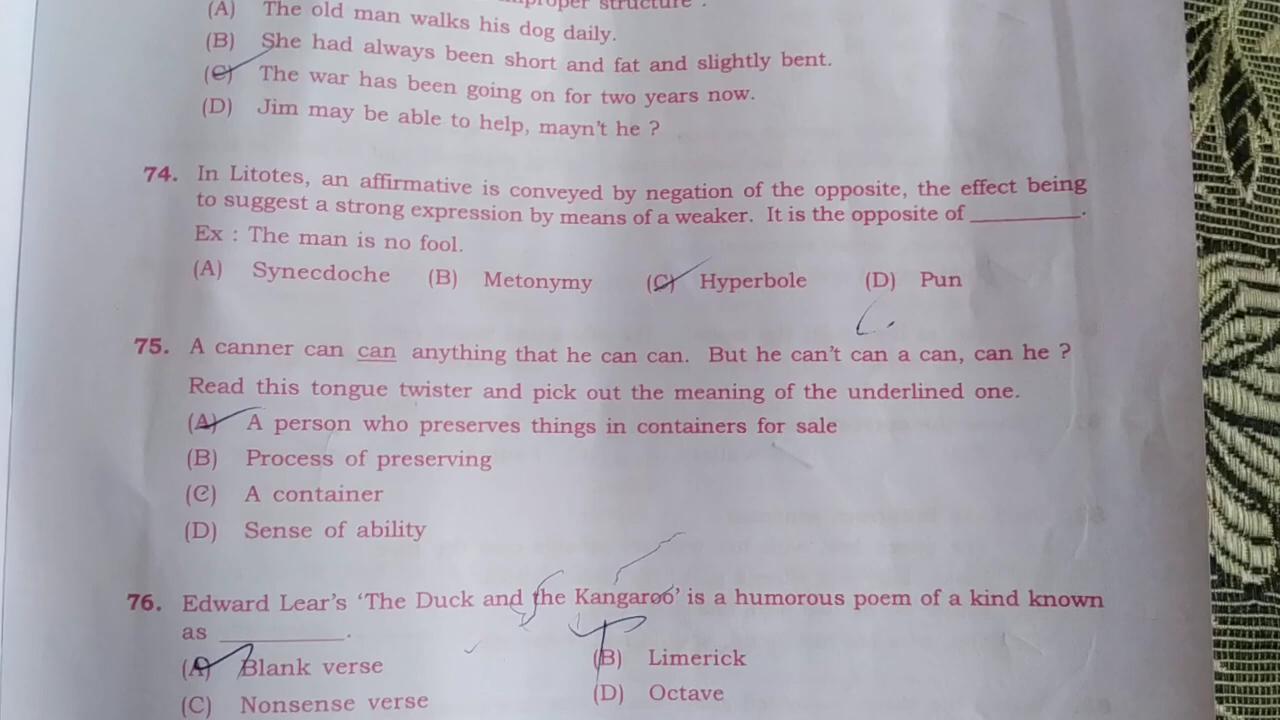 improper structure .
(A) The old man walks his dog daily.
(B) She had always been short and fat and slightly bent.
(C) The war has been going on for two years now.
(D) Jim may be able to help, mayn't he ?
74. In Litotes, an affirmative is conveyed by negation of the opposite, the effect being
to suggest a strong expression by means of a weaker. It is the opposite of __________.
Ex : The man is no fool.
(A) Synecdoche (B) Metonymy (C) Hyperbole (D) Pun
75. A canner can can anything that he can can. But he can't can a can, can he ?
Read this tongue twister and pick out the meaning of the underlined one.
(A) A person who preserves things in containers for sale
(B) Process of preserving
(C) A container
(D) Sense of ability
76. Edward Lear's 'The Duck and the Kangaroo' is a humorous poem of a kind known
as __________.
(A) Blank verse (B) Limerick
(C) Nonsense verse (D) Octave